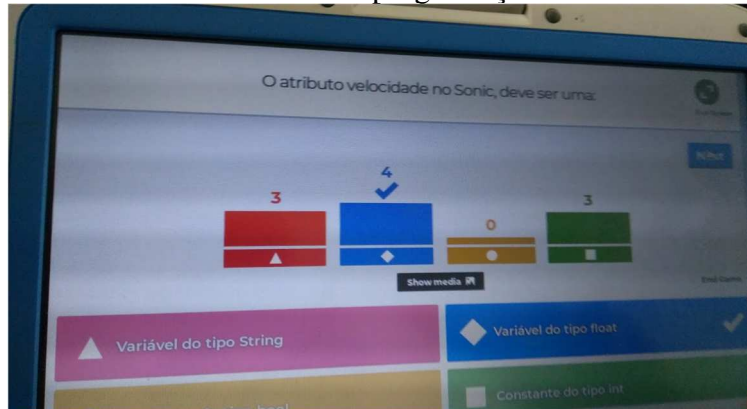 O atributo velocidade no Sonic, deve ser uma:
Next
3
4
0
3
Show media
End Game
Variável do tipo String
Variável do tipo float
bool
Constante do tipo int